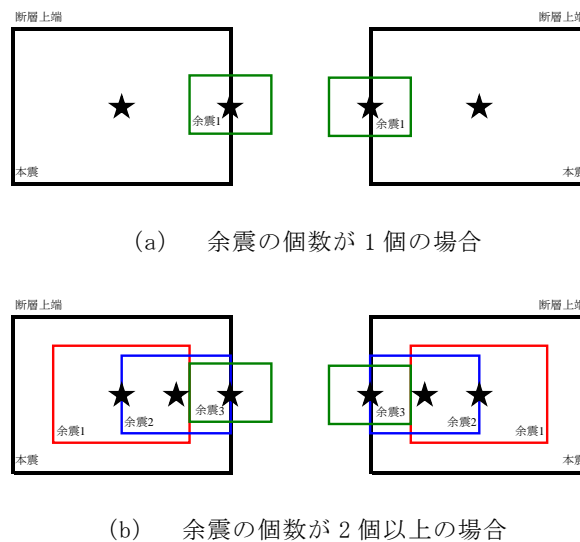 断層上端 断層上端
余震1 余震1
本震 本震
(a) 余震の個数が1個の場合
断層上端 断層上端
余震3 余震3
余震2 余震2
余震1 余震1
本震 本震
(b) 余震の個数が2個以上の場合